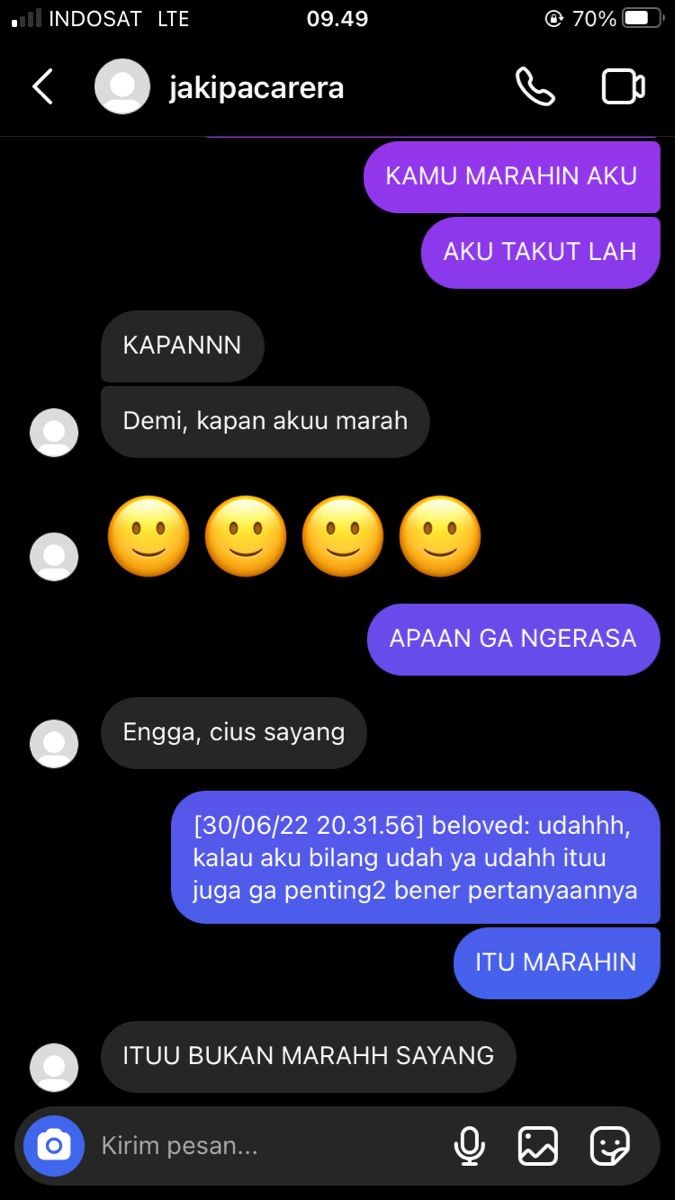 INDOSAT LTE 09.49 70%
jakipacarera
KAMU MARAHIN AKU
AKU TAKUT LAH
KAPANNN
Demi, kapan akuu marah
APAAN GA NGERASA
Engga, cius sayang
[30/06/22 20.31.56] beloved: udahhh,
kalau aku bilang udah ya udahh ituu
juga ga penting2 bener pertanyaannya
ITU MARAHIN
ITUU BUKAN MARAHH SAYANG
Kirim pesan...